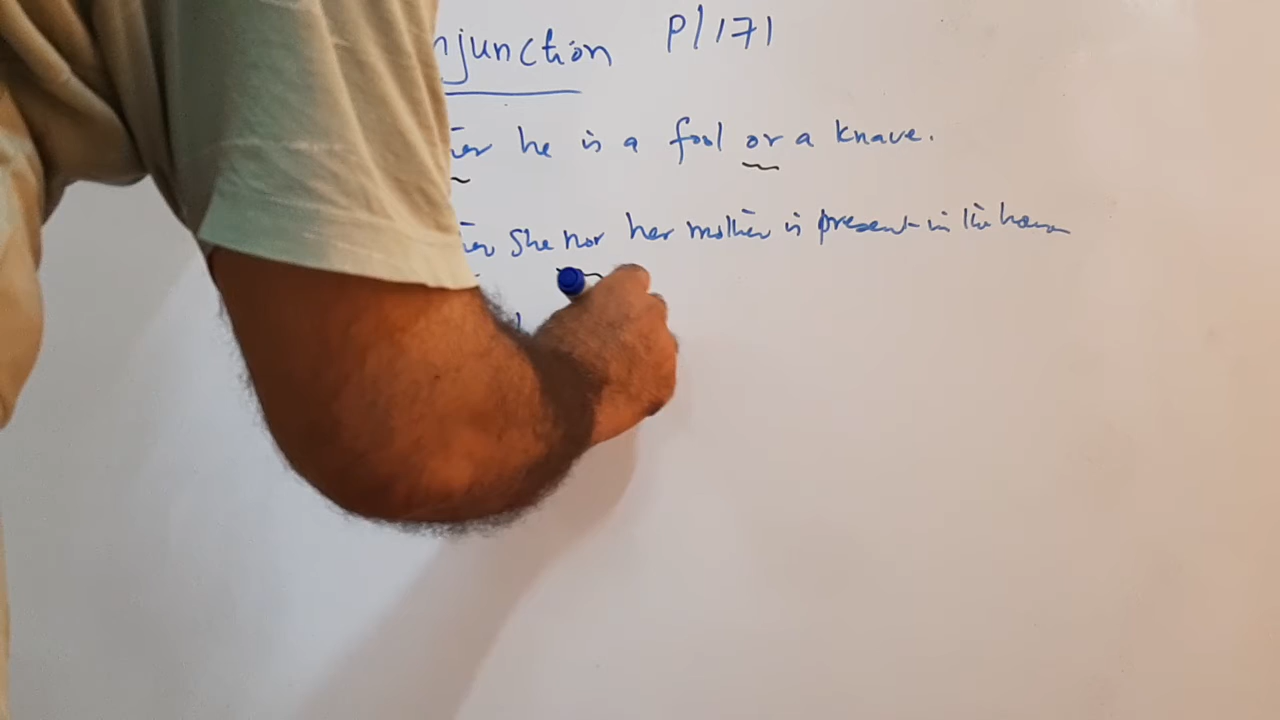 njunction P/171
er he is a fool or a knave.
er She nor her mother is present in the house